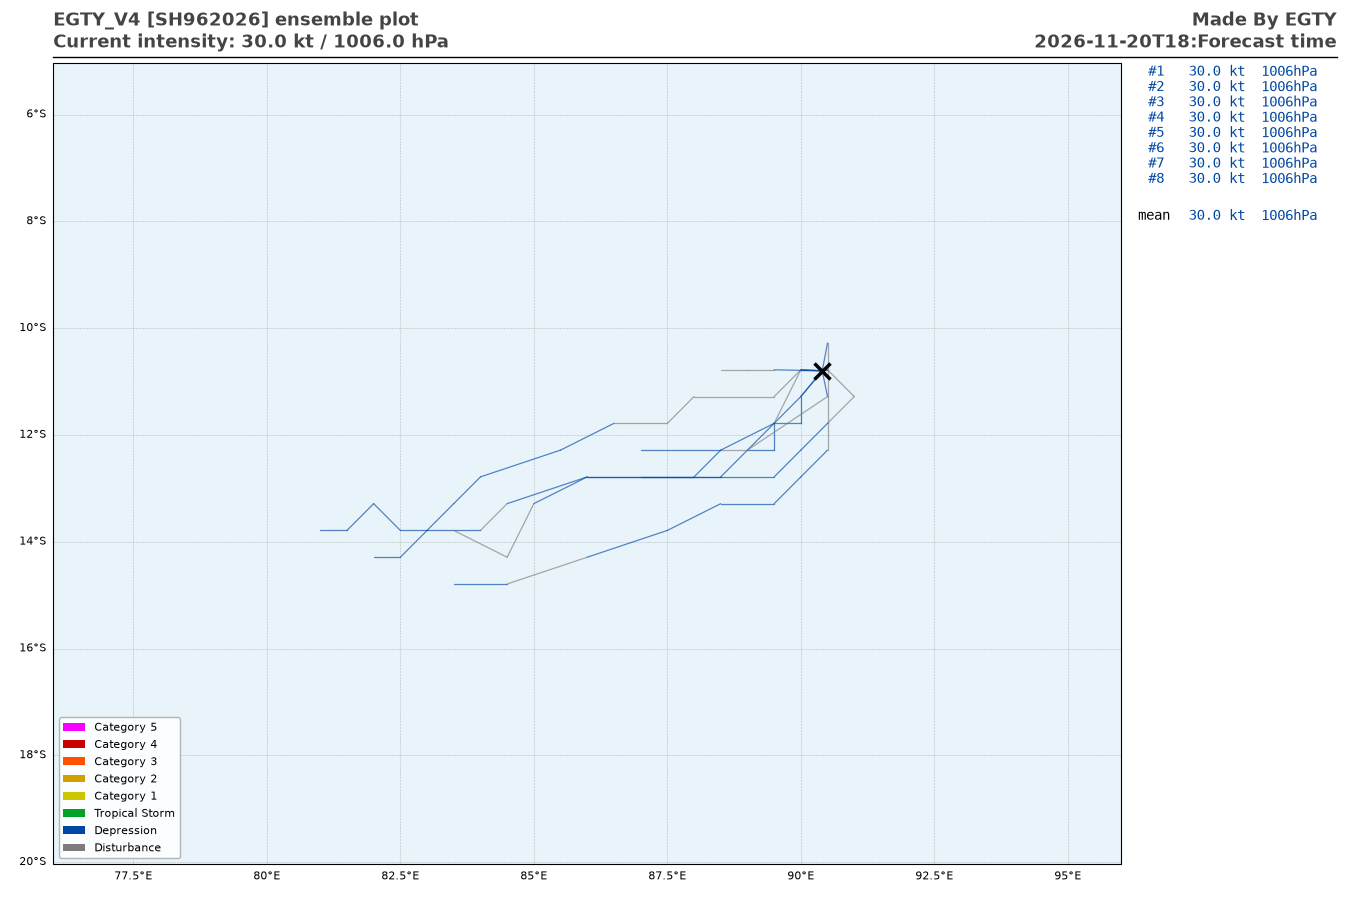 EGTY_V4 [SH962026] ensemble plot
Current intensity: 30.0 kt / 1006.0 hPa
Made By EGTY
2026-11-20T18:Forecast time
#1 30.0 kt 1006hPa
#2 30.0 kt 1006hPa
#3 30.0 kt 1006hPa
#4 30.0 kt 1006hPa
#5 30.0 kt 1006hPa
#6 30.0 kt 1006hPa
#7 30.0 kt 1006hPa
#8 30.0 kt 1006hPa
mean 30.0 kt 1006hPa
6°S
8°S
10°S
12°S
14°S
16°S
18°S
20°S
Category 5
Category 4
Category 3
Category 2
Category 1
Tropical Storm
Depression
Disturbance
77.5°E 80°E 82.5°E 85°E 87.5°E 90°E 92.5°E 95°E